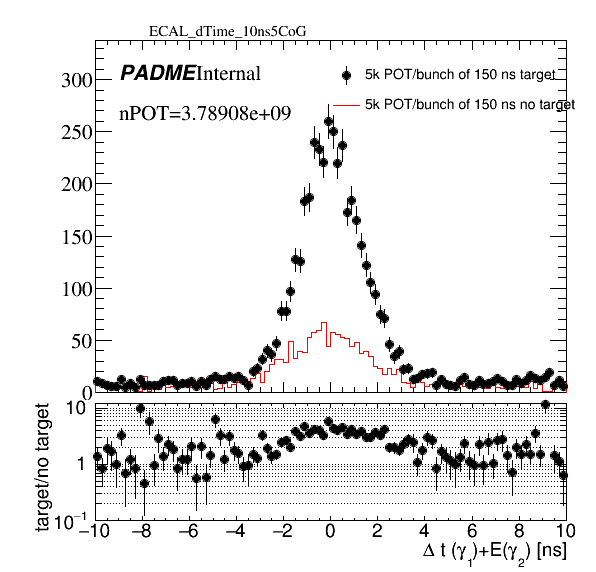 ECAL_dTime_10ns5CoG
PADME Internal
nPOT=3.78908e+09
5k POT/bunch of 150 ns target
5k POT/bunch of 150 ns no target
300
250
200
150
100
50
0
target/no target
10
1
10⁻¹
−10 −8 −6 −4 −2 0 2 4 6 8 10
Δ t (γ₁)+E(γ₂) [ns]